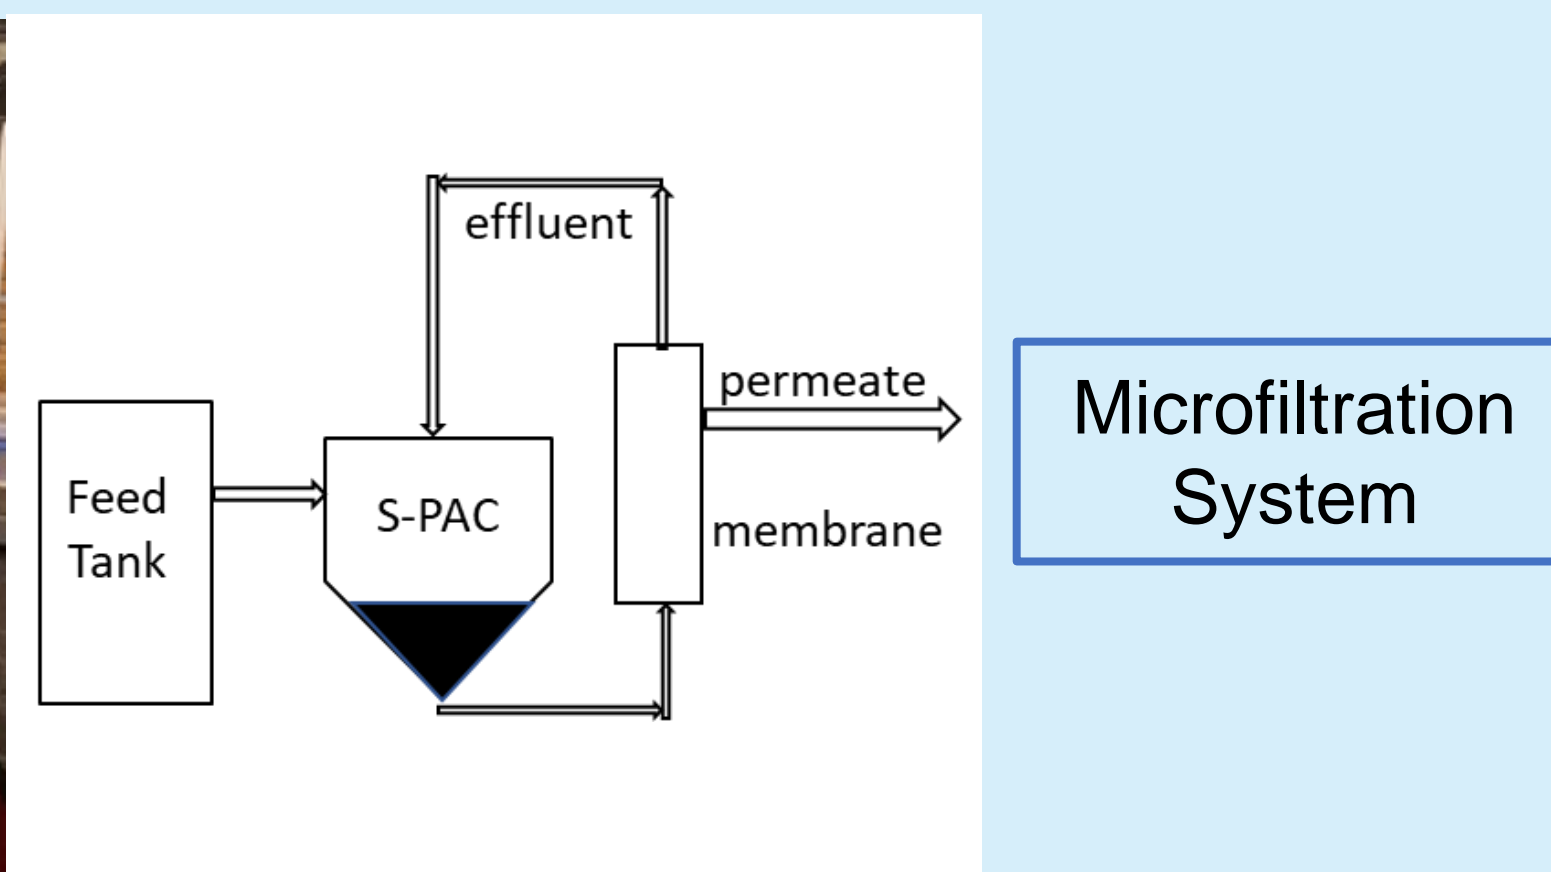 effluent
permeate
Feed
Tank
S-PAC
membrane
Microfiltration
System